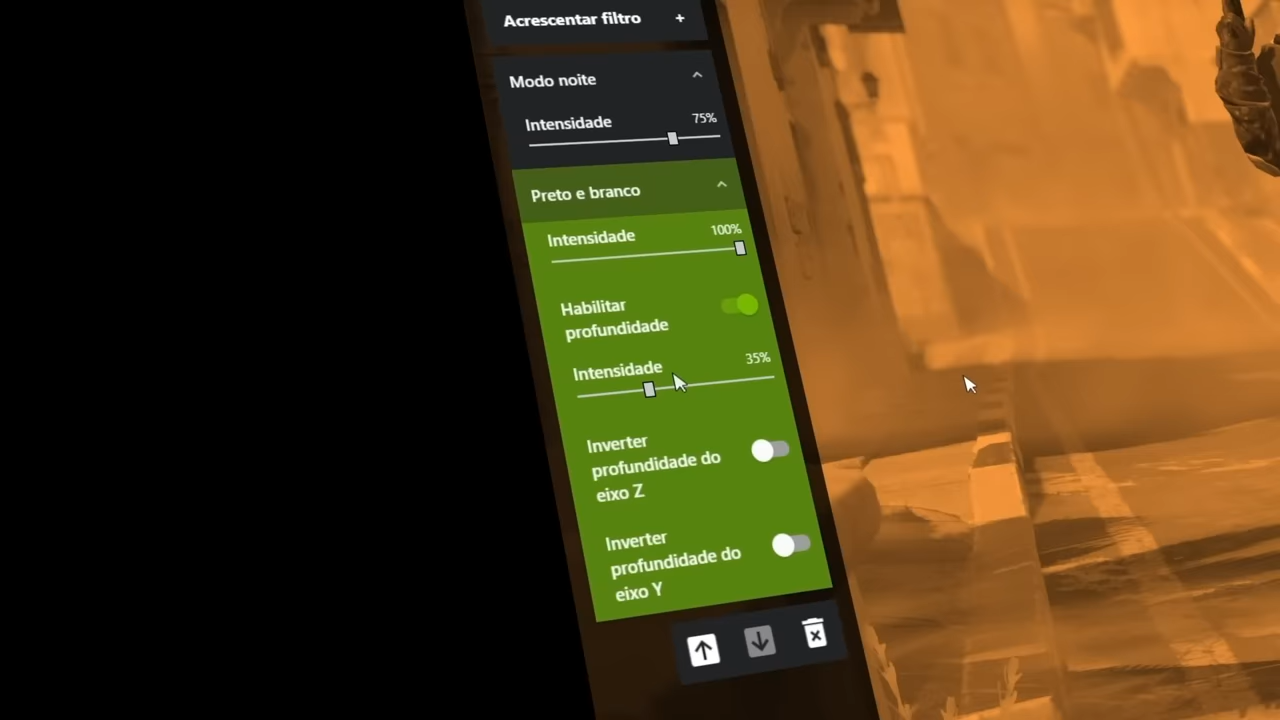 Acrescentar filtro +
Modo noite
Intensidade 75%
Preto e branco
Intensidade 100%
Habilitar
profundidade
Intensidade 35%
Inverter
profundidade do
eixo Z
Inverter
profundidade do
eixo Y